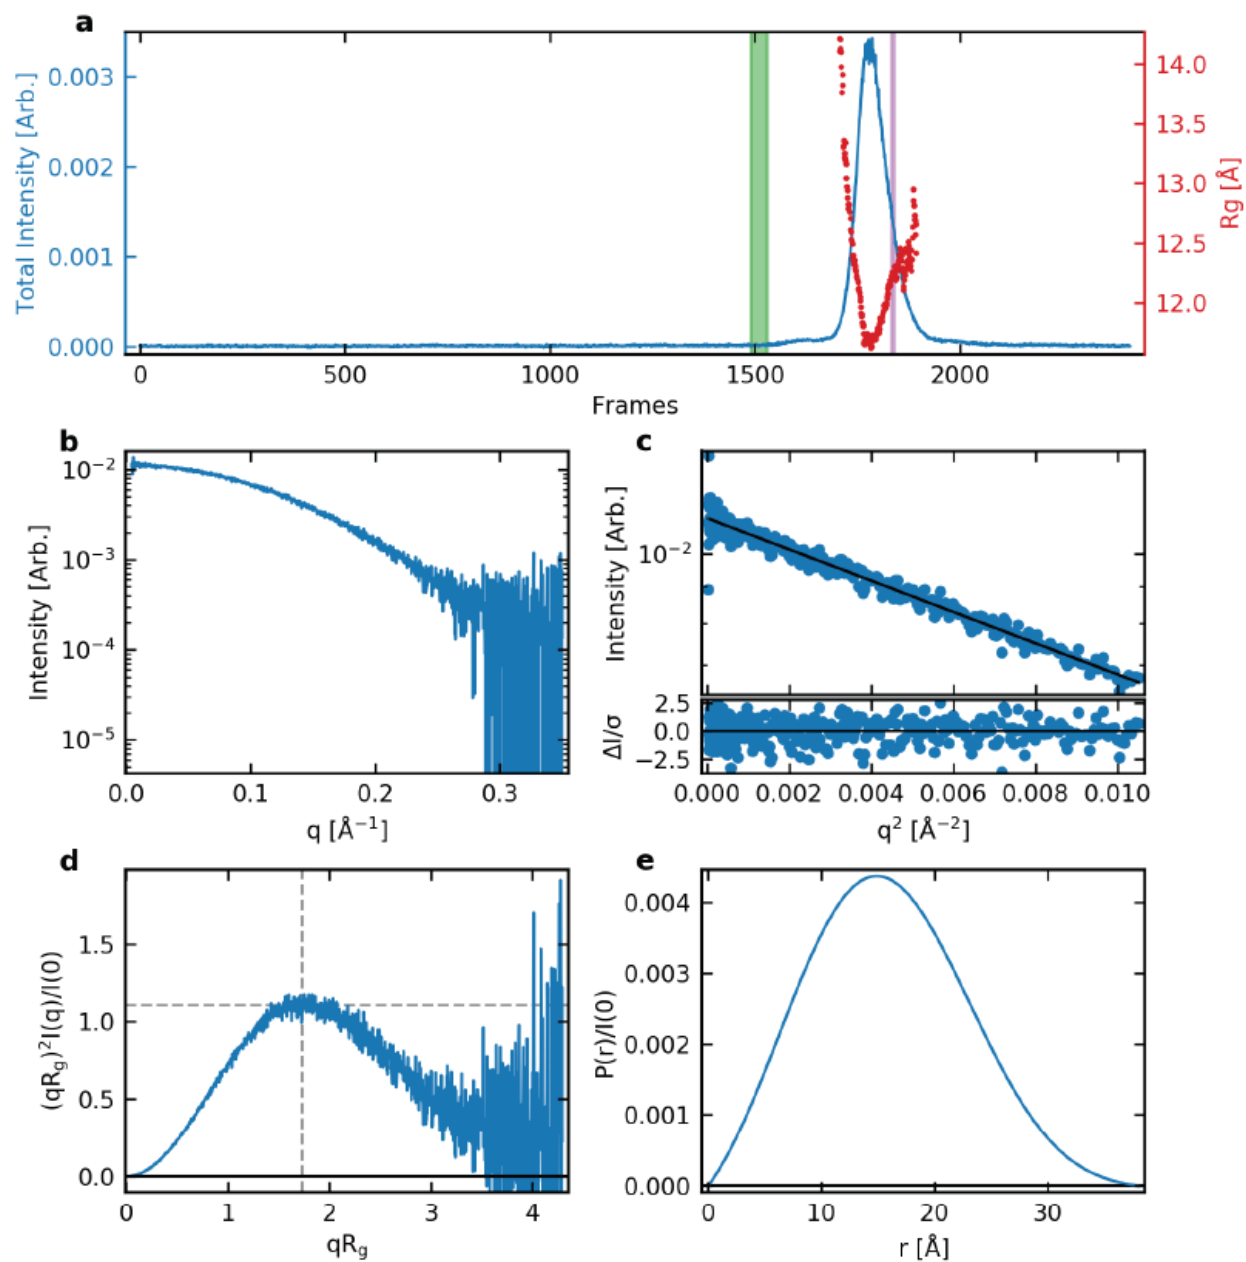 a
Total Intensity [Arb.]
0.003
0.002
0.001
0.000
14.0
13.5
13.0
12.5
12.0
Rg [Å]
0 500 1000 1500 2000
Frames
b
Intensity [Arb.]
10⁻²
10⁻³
10⁻⁴
10⁻⁵
0.0 0.1 0.2 0.3
q [Å⁻¹]
c
Intensity [Arb.]
10⁻²
ΔI/σ
2.5
0.0
−2.5
0.000 0.002 0.004 0.006 0.008 0.010
q² [Å⁻²]
d
(qR_g)²I(q)/I(0)
1.5
1.0
0.5
0.0
0 1 2 3 4
qR_g
e
P(r)/I(0)
0.004
0.003
0.002
0.001
0.000
0 10 20 30
r [Å]